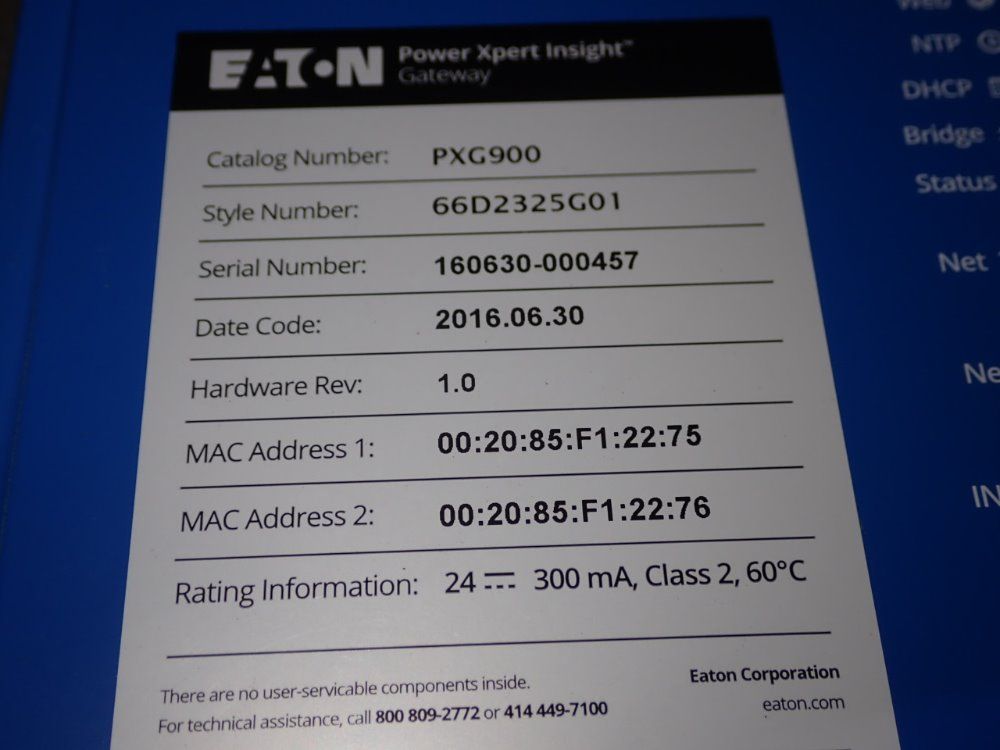 EATON Power Xpert Insight™
Gateway
Catalog Number: PXG900
Style Number: 66D2325G01
Serial Number: 160630-000457
Date Code: 2016.06.30
Hardware Rev: 1.0
MAC Address 1: 00:20:85:F1:22:75
MAC Address 2: 00:20:85:F1:22:76
Rating Information: 24 ⎓ 300 mA, Class 2, 60°C
There are no user-servicable components inside.
For technical assistance, call 800 809-2772 or 414 449-7100
Eaton Corporation
eaton.com
Web
NTP
DHCP
Bridge
Status
Net